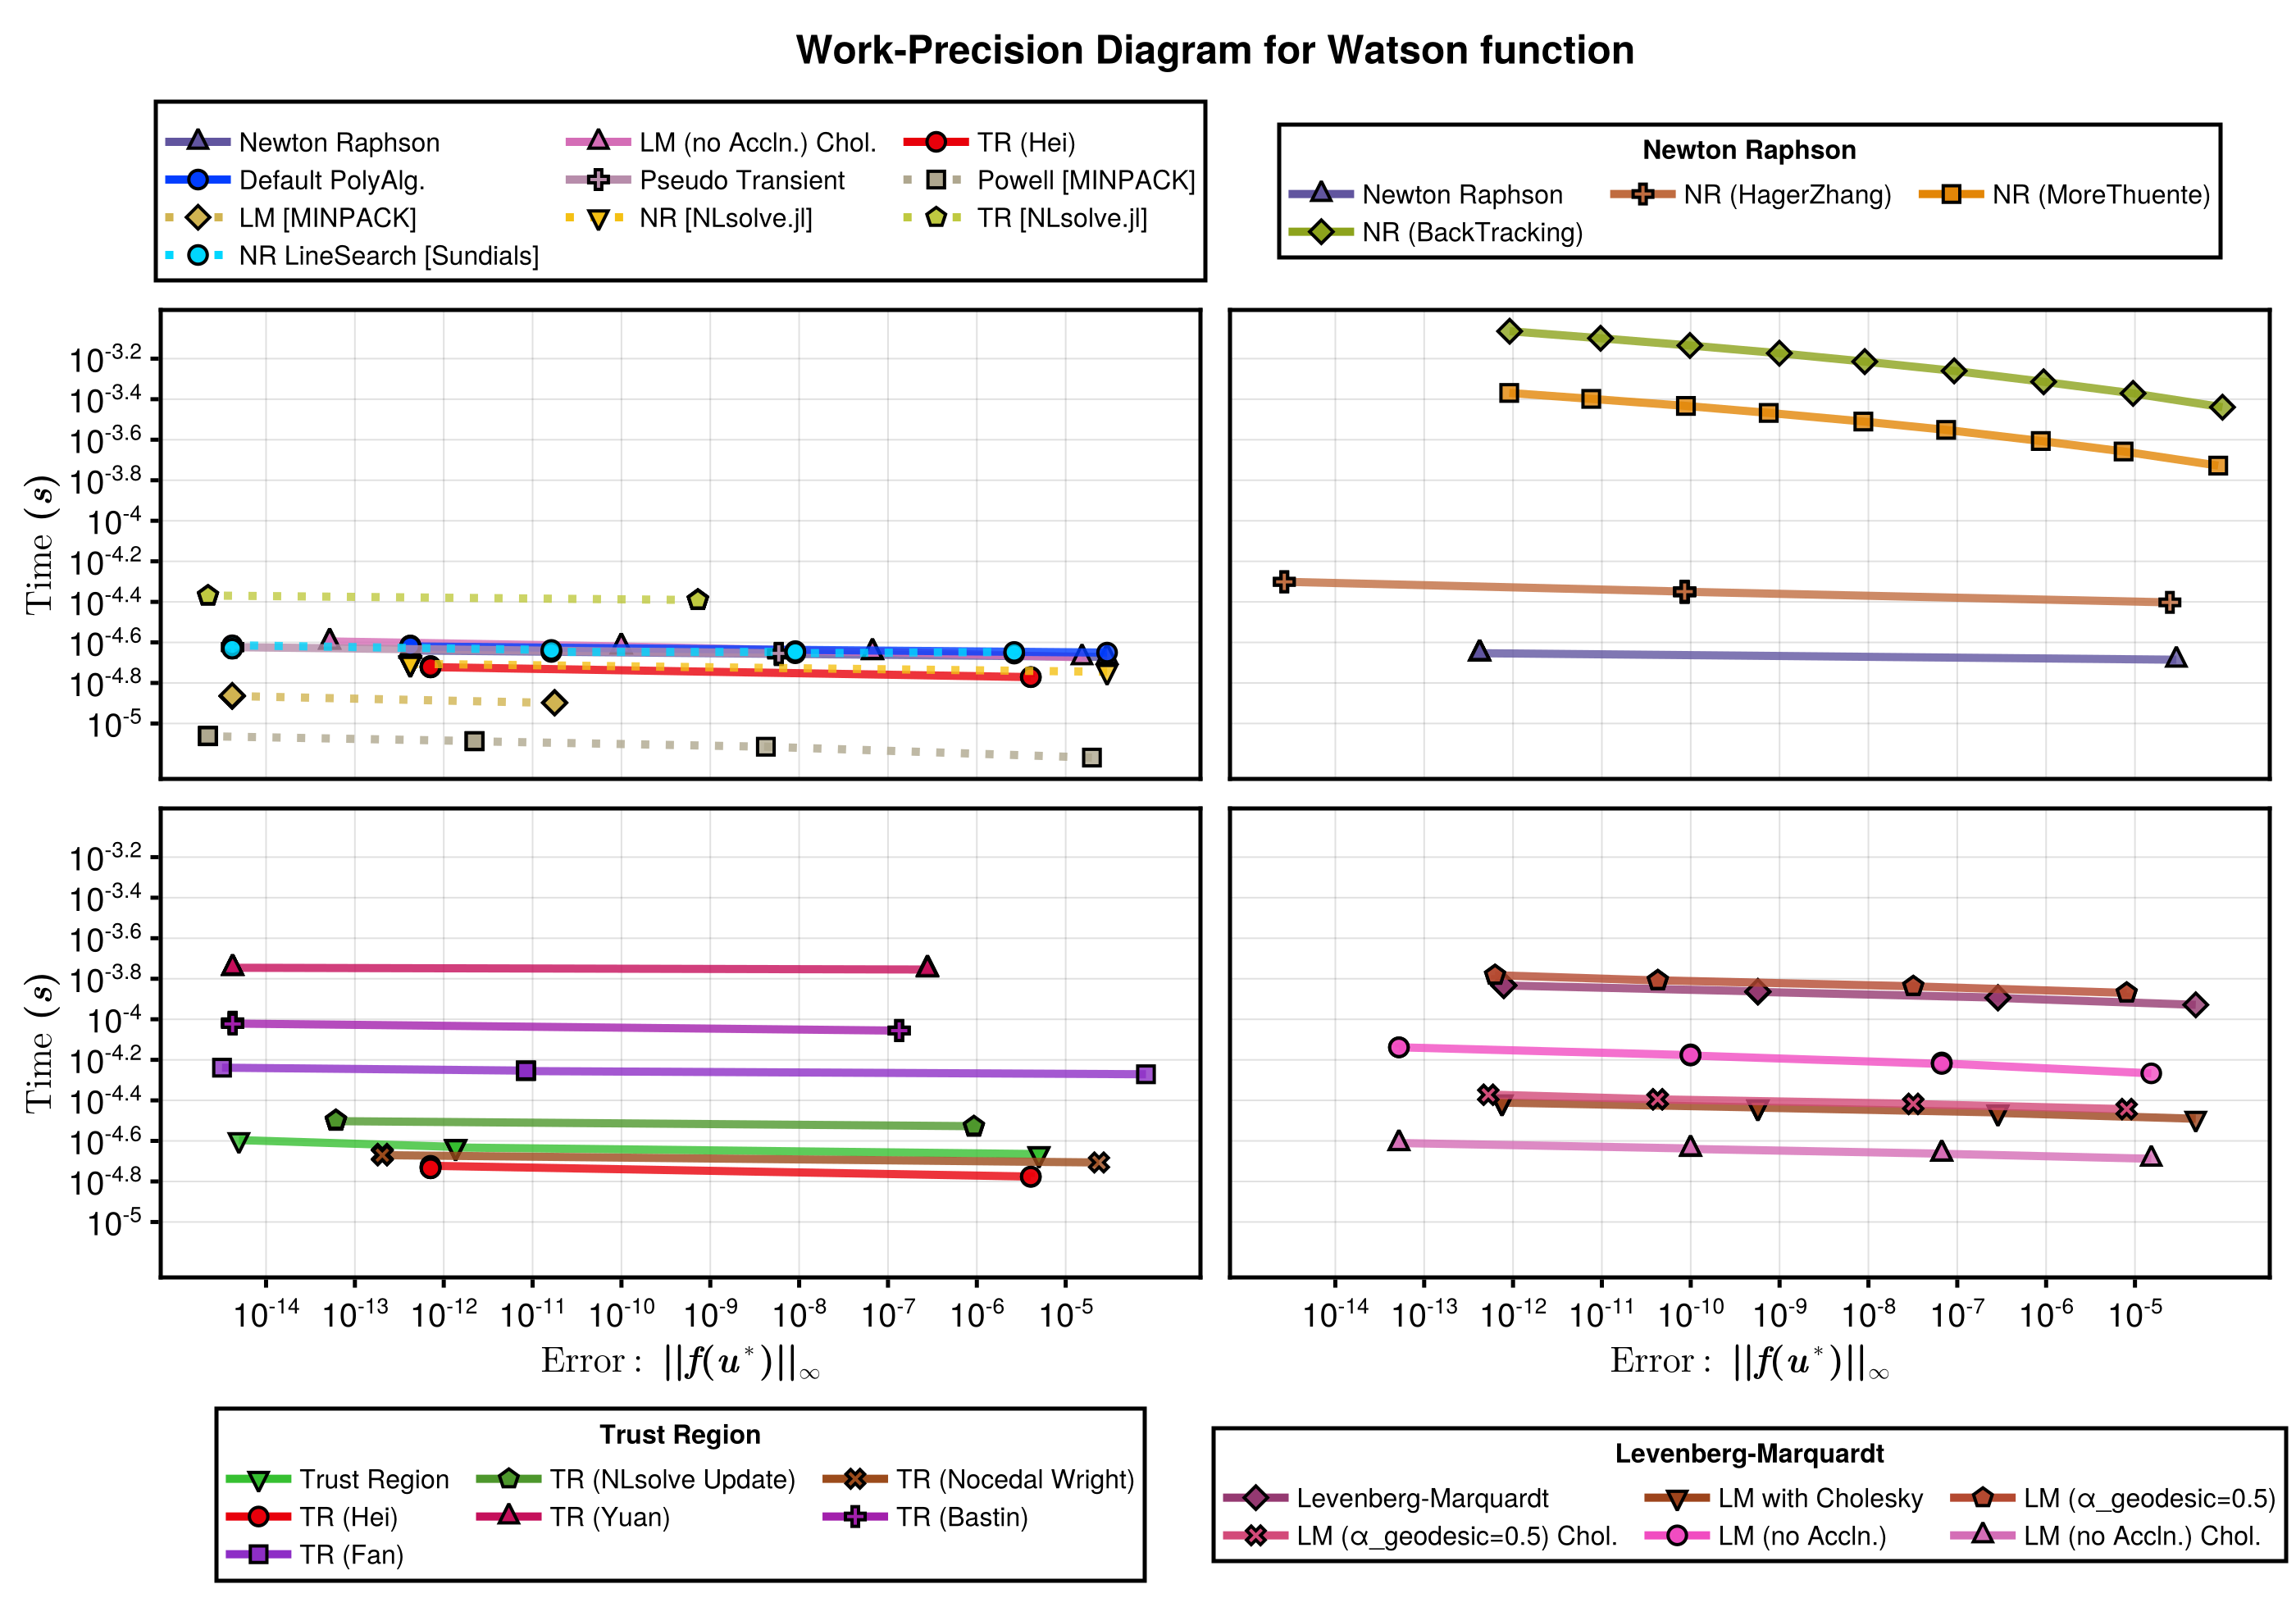 Work-Precision Diagram for Watson function
Newton Raphson LM (no Accln.) Chol. TR (Hei)
Default PolyAlg. Pseudo Transient Powell [MINPACK]
LM [MINPACK] NR [NLsolve.jl] TR [NLsolve.jl]
NR LineSearch [Sundials]
Newton Raphson
Newton Raphson NR (HagerZhang) NR (MoreThuente)
NR (BackTracking)
Time (s)
10^-3.2
10^-3.4
10^-3.6
10^-3.8
10^-4
10^-4.2
10^-4.4
10^-4.6
10^-4.8
10^-5
Time (s)
10^-3.2
10^-3.4
10^-3.6
10^-3.8
10^-4
10^-4.2
10^-4.4
10^-4.6
10^-4.8
10^-5
10^-14 10^-13 10^-12 10^-11 10^-10 10^-9 10^-8 10^-7 10^-6 10^-5
Error: ||f(u*)||∞
10^-14 10^-13 10^-12 10^-11 10^-10 10^-9 10^-8 10^-7 10^-6 10^-5
Error: ||f(u*)||∞
Trust Region
Trust Region TR (NLsolve Update) TR (Nocedal Wright)
TR (Hei) TR (Yuan) TR (Bastin)
TR (Fan)
Levenberg-Marquardt
Levenberg-Marquardt LM with Cholesky LM (α_geodesic=0.5)
LM (α_geodesic=0.5) Chol. LM (no Accln.) LM (no Accln.) Chol.